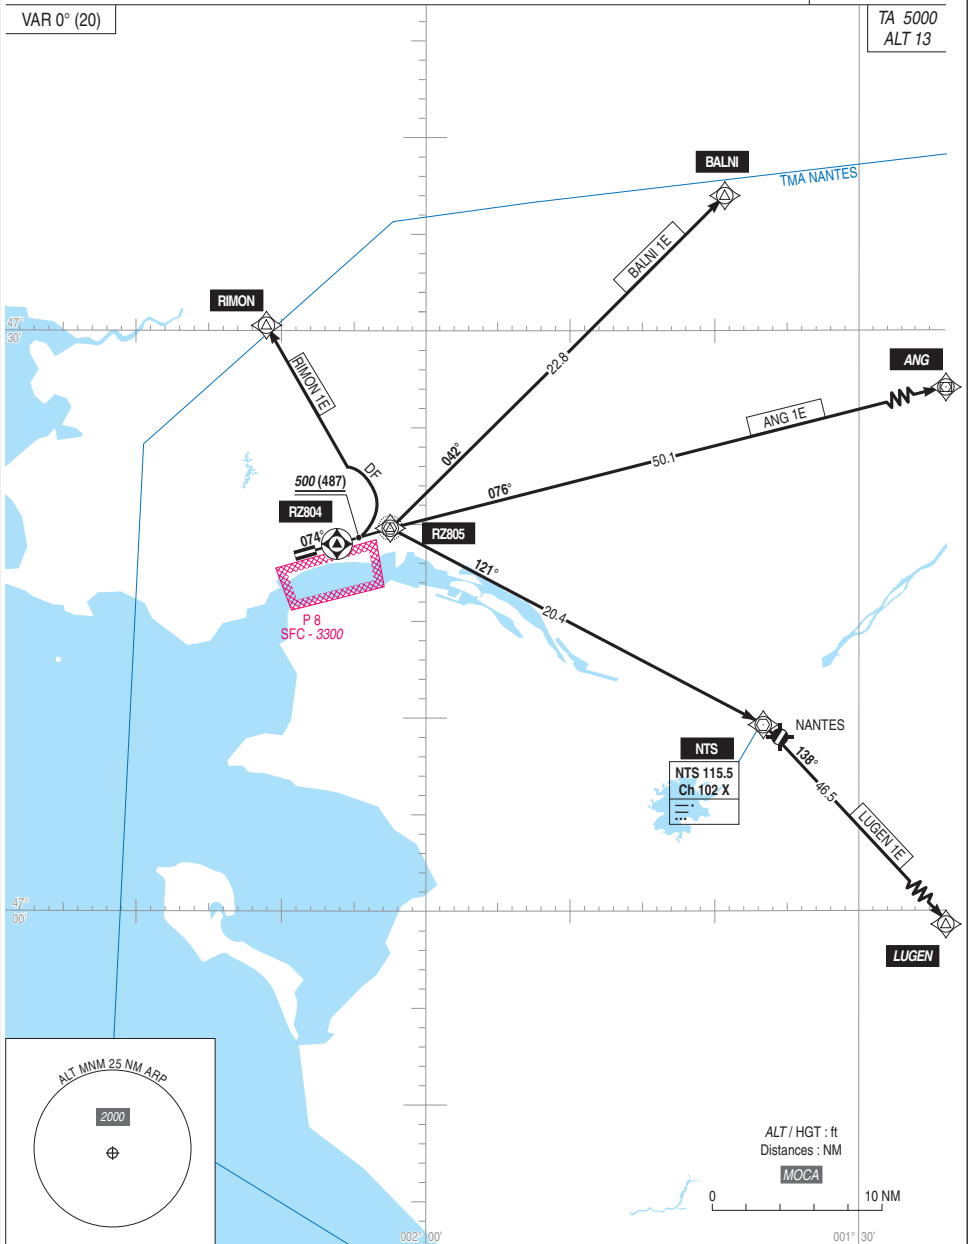 VAR 0° (20)
TA 5000
ALT 13
BALNI
TMA NANTES
BALNI 1E
RIMON
47°
30'
RIMON 1E
22.8
ANG
ANG 1E
042°
50.1
DF
500 (487)
076°
RZ804
074°
RZ805
121°
20.4
P 8
SFC - 3300
NANTES
NTS
138°
NTS 115.5
Ch 102 X
46.5
LUGEN 1E
47°
00'
LUGEN
ALT MNM 25 NM ARP
2000
ALT / HGT : ft
Distances : NM
MOCA
0
10 NM
002° 00'
001° 30'